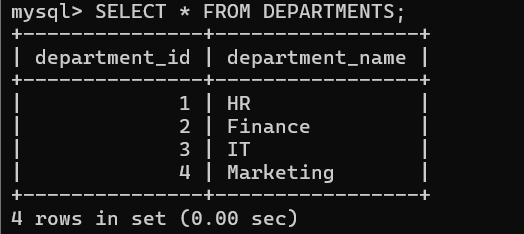 mysql> SELECT * FROM DEPARTMENTS;
+---------------+-----------------+
| department_id | department_name |
+---------------+-----------------+
|             1 | HR              |
|             2 | Finance         |
|             3 | IT              |
|             4 | Marketing       |
+---------------+-----------------+
4 rows in set (0.00 sec)